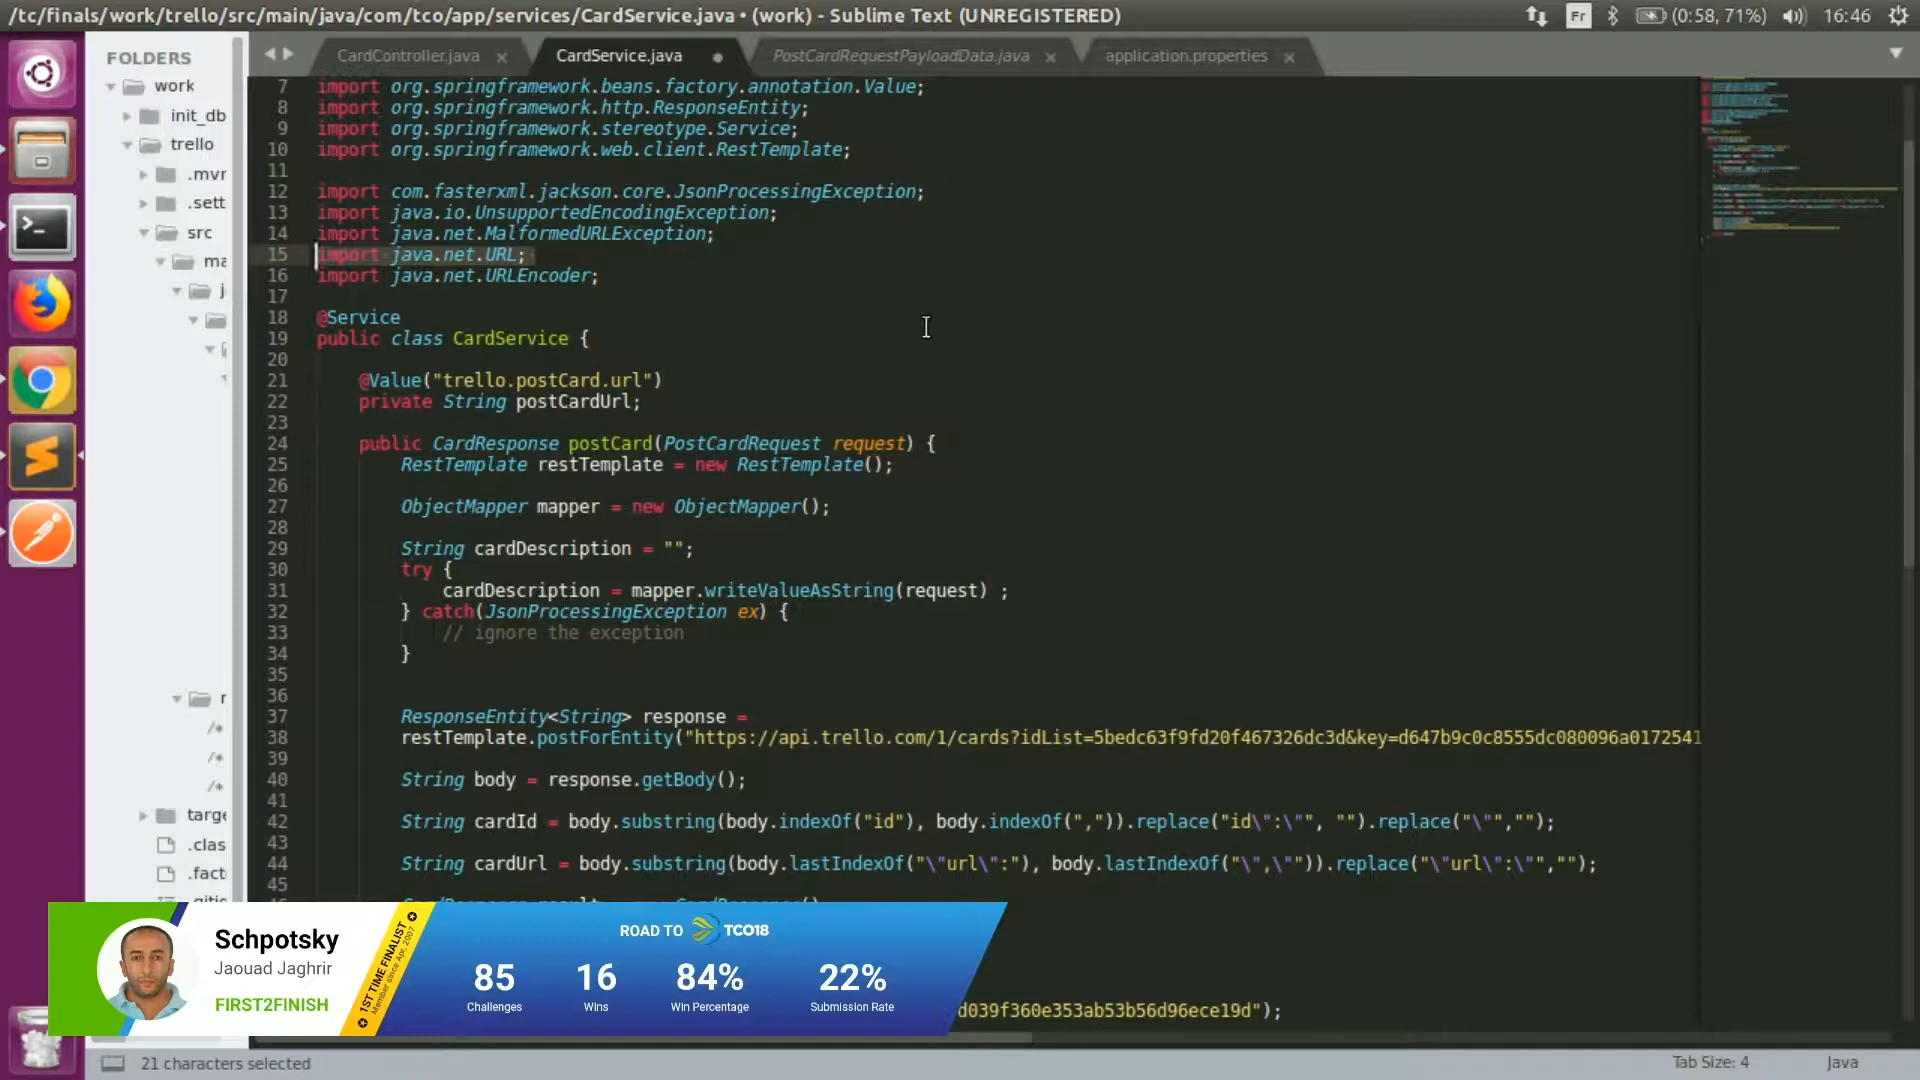 /tc/finals/work/trello/src/main/java/com/tco/app/services/CardService.java • (work) - Sublime Text (UNREGISTERED)
Fr
(0:58, 71%)
16:46
FOLDERS
work
init_db
trello
.mvr
.sett
src
ma
targe
.clas
.fact
CardController.java
CardService.java
PostCardRequestPayloadData.java
application.properties
7 import org.springframework.beans.factory.annotation.Value;
8 import org.springframework.http.ResponseEntity;
9 import org.springframework.stereotype.Service;
10 import org.springframework.web.client.RestTemplate;
11
12 import com.fasterxml.jackson.core.JsonProcessingException;
13 import java.io.UnsupportedEncodingException;
14 import java.net.MalformedURLException;
15 import java.net.URL;
16 import java.net.URLEncoder;
17
18 @Service
19 public class CardService {
20
21 @Value("trello.postCard.url")
22 private String postCardUrl;
23
24 public CardResponse postCard(PostCardRequest request) {
25 RestTemplate restTemplate = new RestTemplate();
26
27 ObjectMapper mapper = new ObjectMapper();
28
29 String cardDescription = "";
30 try {
31 cardDescription = mapper.writeValueAsString(request) ;
32 } catch(JsonProcessingException ex) {
33 // ignore the exception
34 }
35
36
37 ResponseEntity<String> response =
38 restTemplate.postForEntity("https://api.trello.com/1/cards?idList=5bedc63f9fd20f467326dc3d&key=d647b9c0c8555dc080096a0172541
39
40 String body = response.getBody();
41
42 String cardId = body.substring(body.indexOf("id"), body.indexOf(",")).replace("id\":\"", "").replace("\"","");
43
44 String cardUrl = body.substring(body.lastIndexOf("\"url\":"), body.lastIndexOf("\",\"")).replace("\"url\":\"","");
45
d039f360e353ab53b56d96ece19d");
Schpotsky
Jaouad Jaghrir
FIRST2FINISH
1ST TIME FINALIST
Member since Apr, 2007
ROAD TO TCO18
85 16 84% 22%
Challenges Wins Win Percentage Submission Rate
21 characters selected
Tab Size: 4
Java